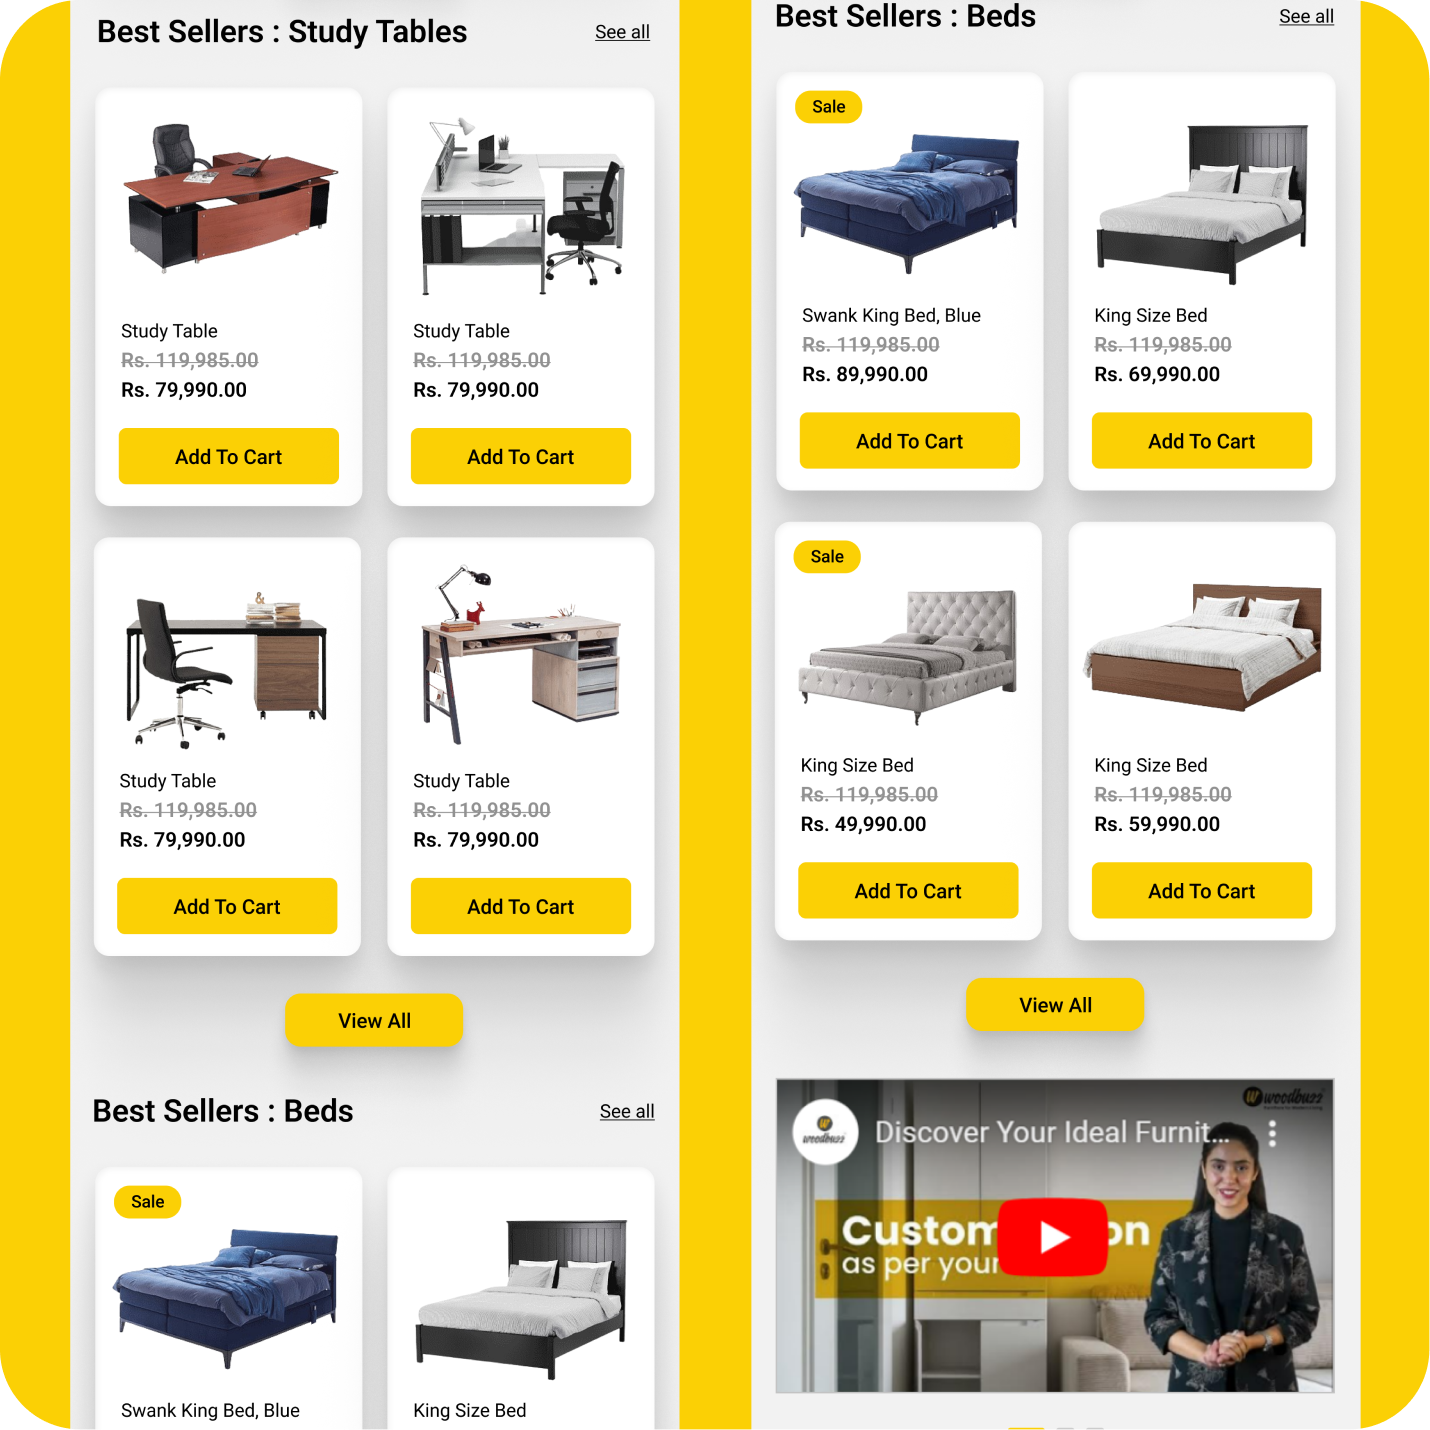 Best Sellers : Study Tables
See all
Study Table
Rs. 119,985.00
Rs. 79,990.00
Add To Cart
Study Table
Rs. 119,985.00
Rs. 79,990.00
Add To Cart
&
Study Table
Rs. 119,985.00
Rs. 79,990.00
Add To Cart
Study Table
Rs. 119,985.00
Rs. 79,990.00
Add To Cart
View All
Best Sellers : Beds
See all
Sale
Swank King Bed, Blue
King Size Bed
Best Sellers : Beds
See all
Sale
Swank King Bed, Blue
Rs. 119,985.00
Rs. 89,990.00
Add To Cart
King Size Bed
Rs. 119,985.00
Rs. 69,990.00
Add To Cart
Sale
King Size Bed
Rs. 119,985.00
Rs. 49,990.00
Add To Cart
King Size Bed
Rs. 119,985.00
Rs. 59,990.00
Add To Cart
View All
W woodbuzz
W
woodbuzz
Discover Your Ideal Furnit...
Custom on
as per your